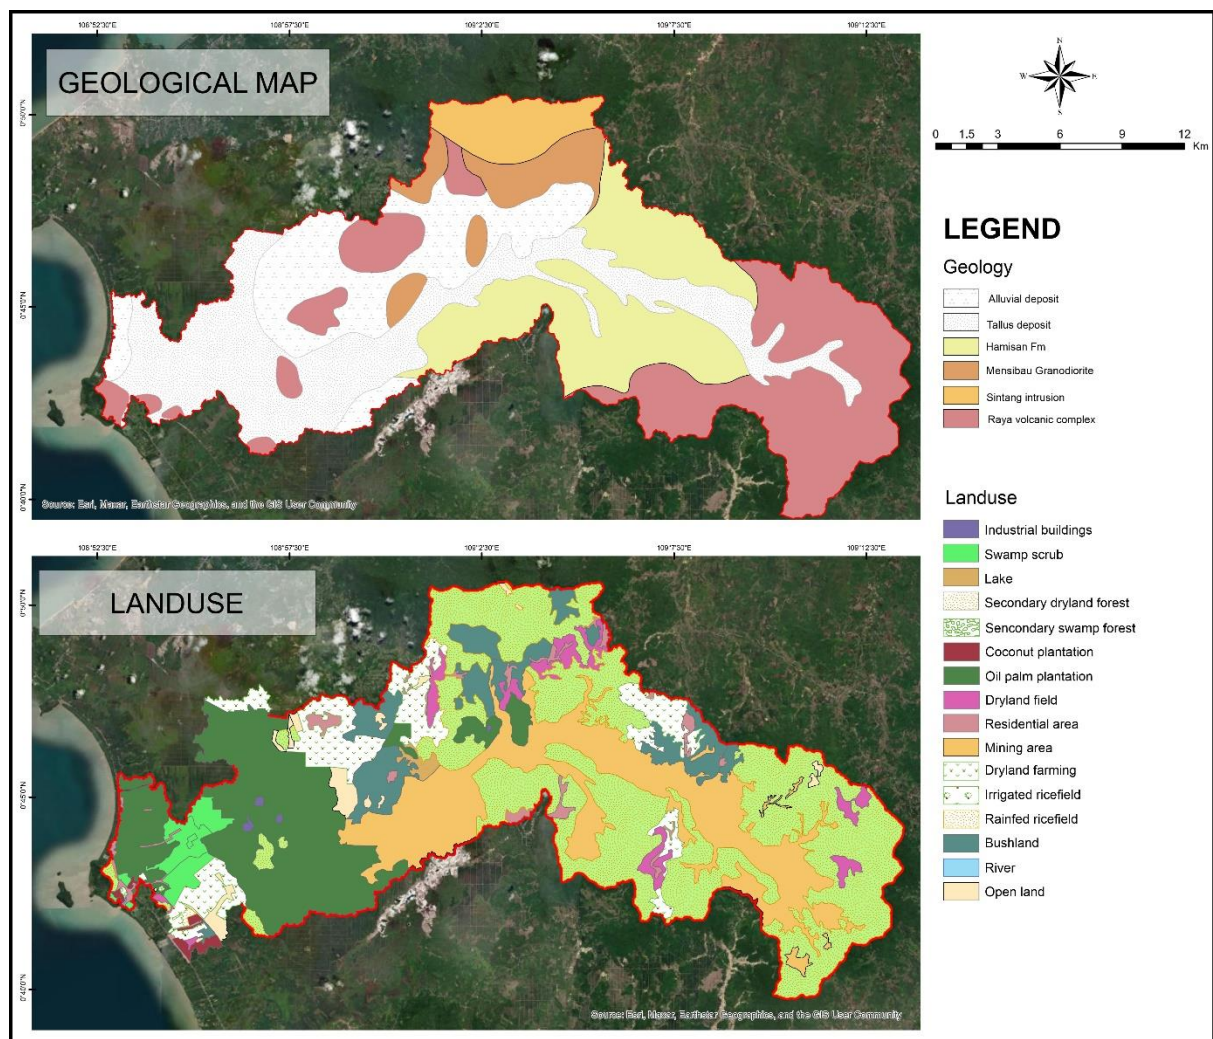 108°52'30"E 108°57'30"E 109°2'30"E 109°7'30"E 109°12'30"E
GEOLOGICAL MAP
0°50'0"N
0°45'0"N
0°40'0"N
Source: Esri, Maxar, Earthstar Geographics, and the GIS User Community
108°52'30"E 108°57'30"E 109°2'30"E 109°7'30"E 109°12'30"E
LANDUSE
0°50'0"N
0°45'0"N
0°40'0"N
Source: Esri, Maxar, Earthstar Geographics, and the GIS User Community
N
W E
S
0 1.5 3 6 9 12
Km
LEGEND
Geology
Alluvial deposit
Tallus deposit
Hamisan Fm
Mensibau Granodiorite
Sintang intrusion
Raya volcanic complex
Landuse
Industrial buildings
Swamp scrub
Lake
Secondary dryland forest
Sencondary swamp forest
Coconut plantation
Oil palm plantation
Dryland field
Residential area
Mining area
Dryland farming
Irrigated ricefield
Rainfed ricefield
Bushland
River
Open land